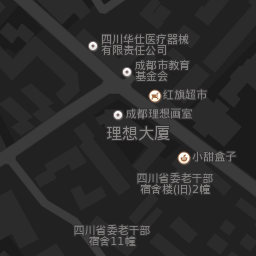 四川华仕医疗器械
有限责任公司
成都市教育
基金会
红旗超市
成都理想画室
理想大厦
小甜盒子
四川省委老干部
宿舍楼(旧)2幢
四川省委老干部
宿舍11幢